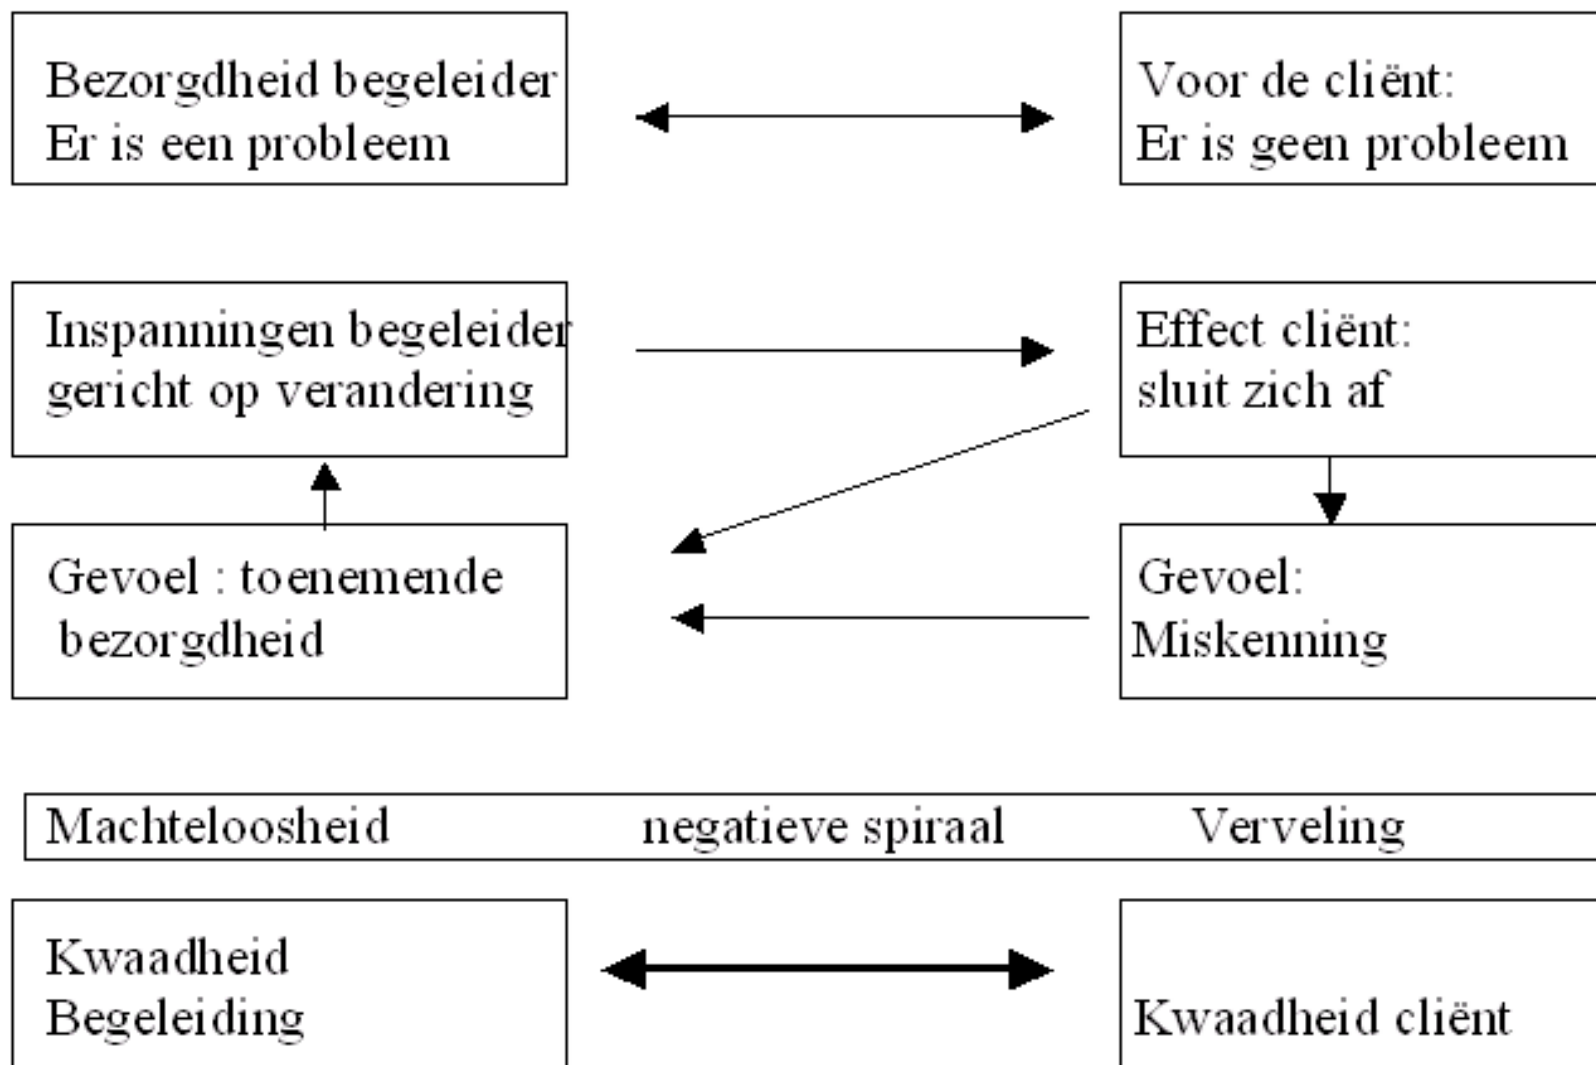 Bezorgdheid begeleider
Er is een probleem
Voor de cliënt:
Er is geen probleem
Inspanningen begeleider
gericht op verandering
Effect cliënt:
sluit zich af
Gevoel : toenemende
bezorgdheid
Gevoel:
Miskenning
Machteloosheid negatieve spiraal Verveling
Kwaadheid
Begeleiding
Kwaadheid cliënt